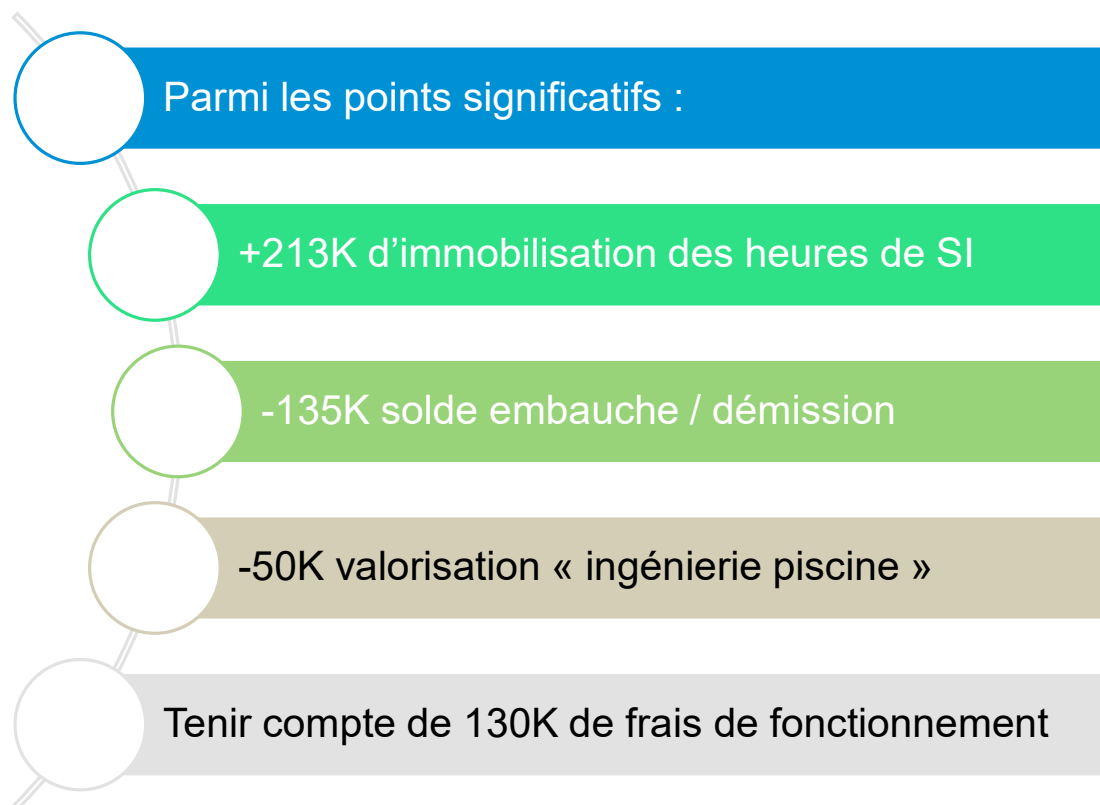 Parmi les points significatifs :
+213K d’immobilisation des heures de SI
-135K solde embauche / démission
-50K valorisation « ingénierie piscine »
Tenir compte de 130K de frais de fonctionnement